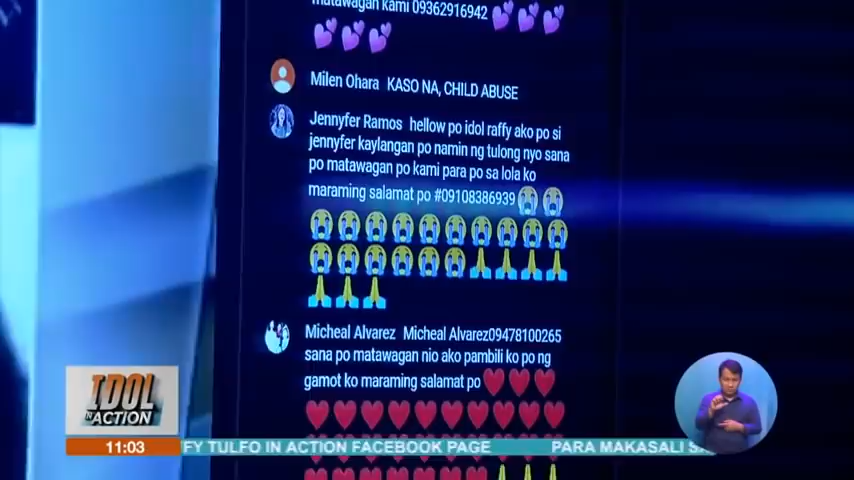 matawagan kami 09362916942 💕💕💕
💕💕💕
Milen Ohara KASO NA, CHILD ABUSE
Jennyfer Ramos hellow po idol raffy ako po si
jennyfer kaylangan po namin ng tulong nyo sana
po matawagan po kami para po sa lola ko
maraming salamat po #09108386939 😭😭
😭😭😭😭😭😭😭😭😭😭
😭😭😭😭😭😭🙏🙏🙏🙏
🙏🙏🙏
Micheal Alvarez Micheal Alvarez09478100265
sana po matawagan nio ako pambili ko po ng
gamot ko maraming salamat po ❤❤❤
❤❤❤❤❤❤❤❤❤❤
IDOL
IN ACTION
11:03 FFY TULFO IN ACTION FACEBOOK PAGE PARA MAKASALI